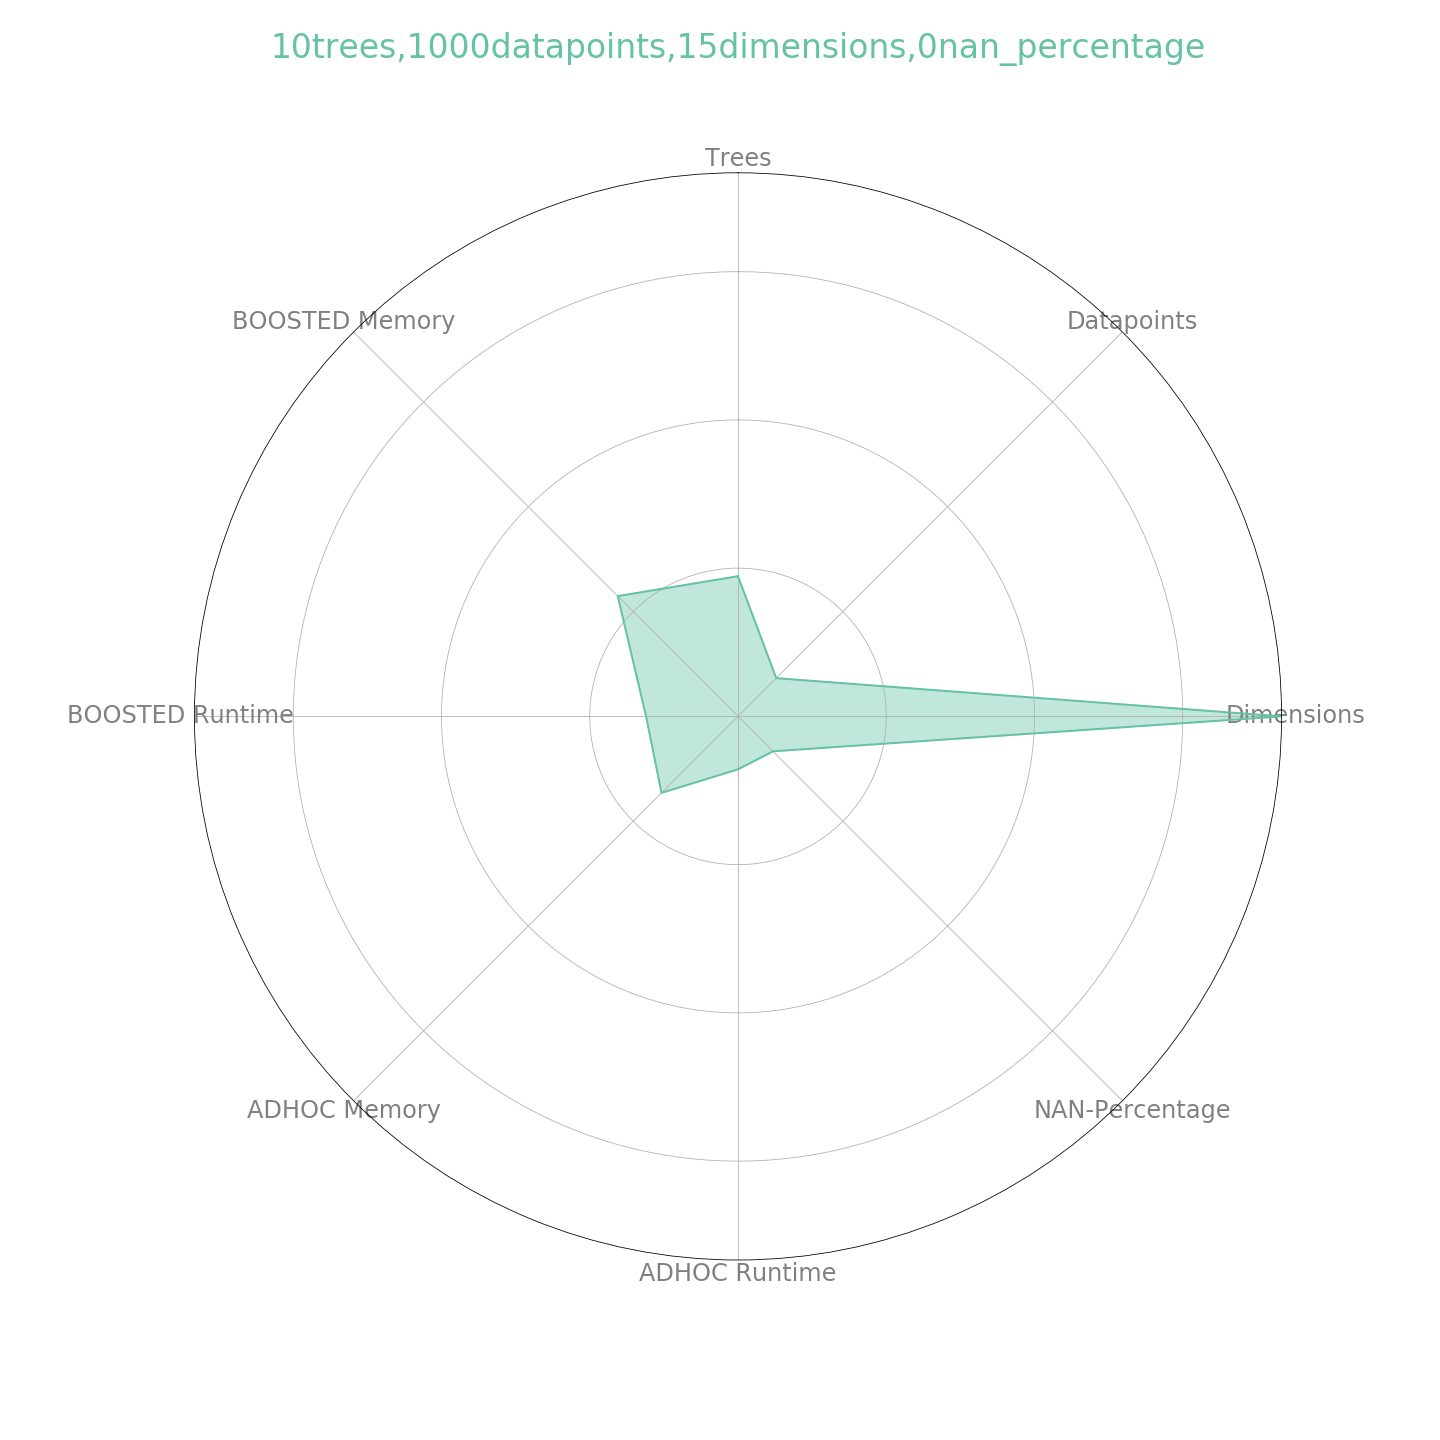 10trees,1000datapoints,15dimensions,0nan_percentage
Trees
BOOSTED Memory
Datapoints
BOOSTED Runtime
Dimensions
ADHOC Memory
NAN-Percentage
ADHOC Runtime